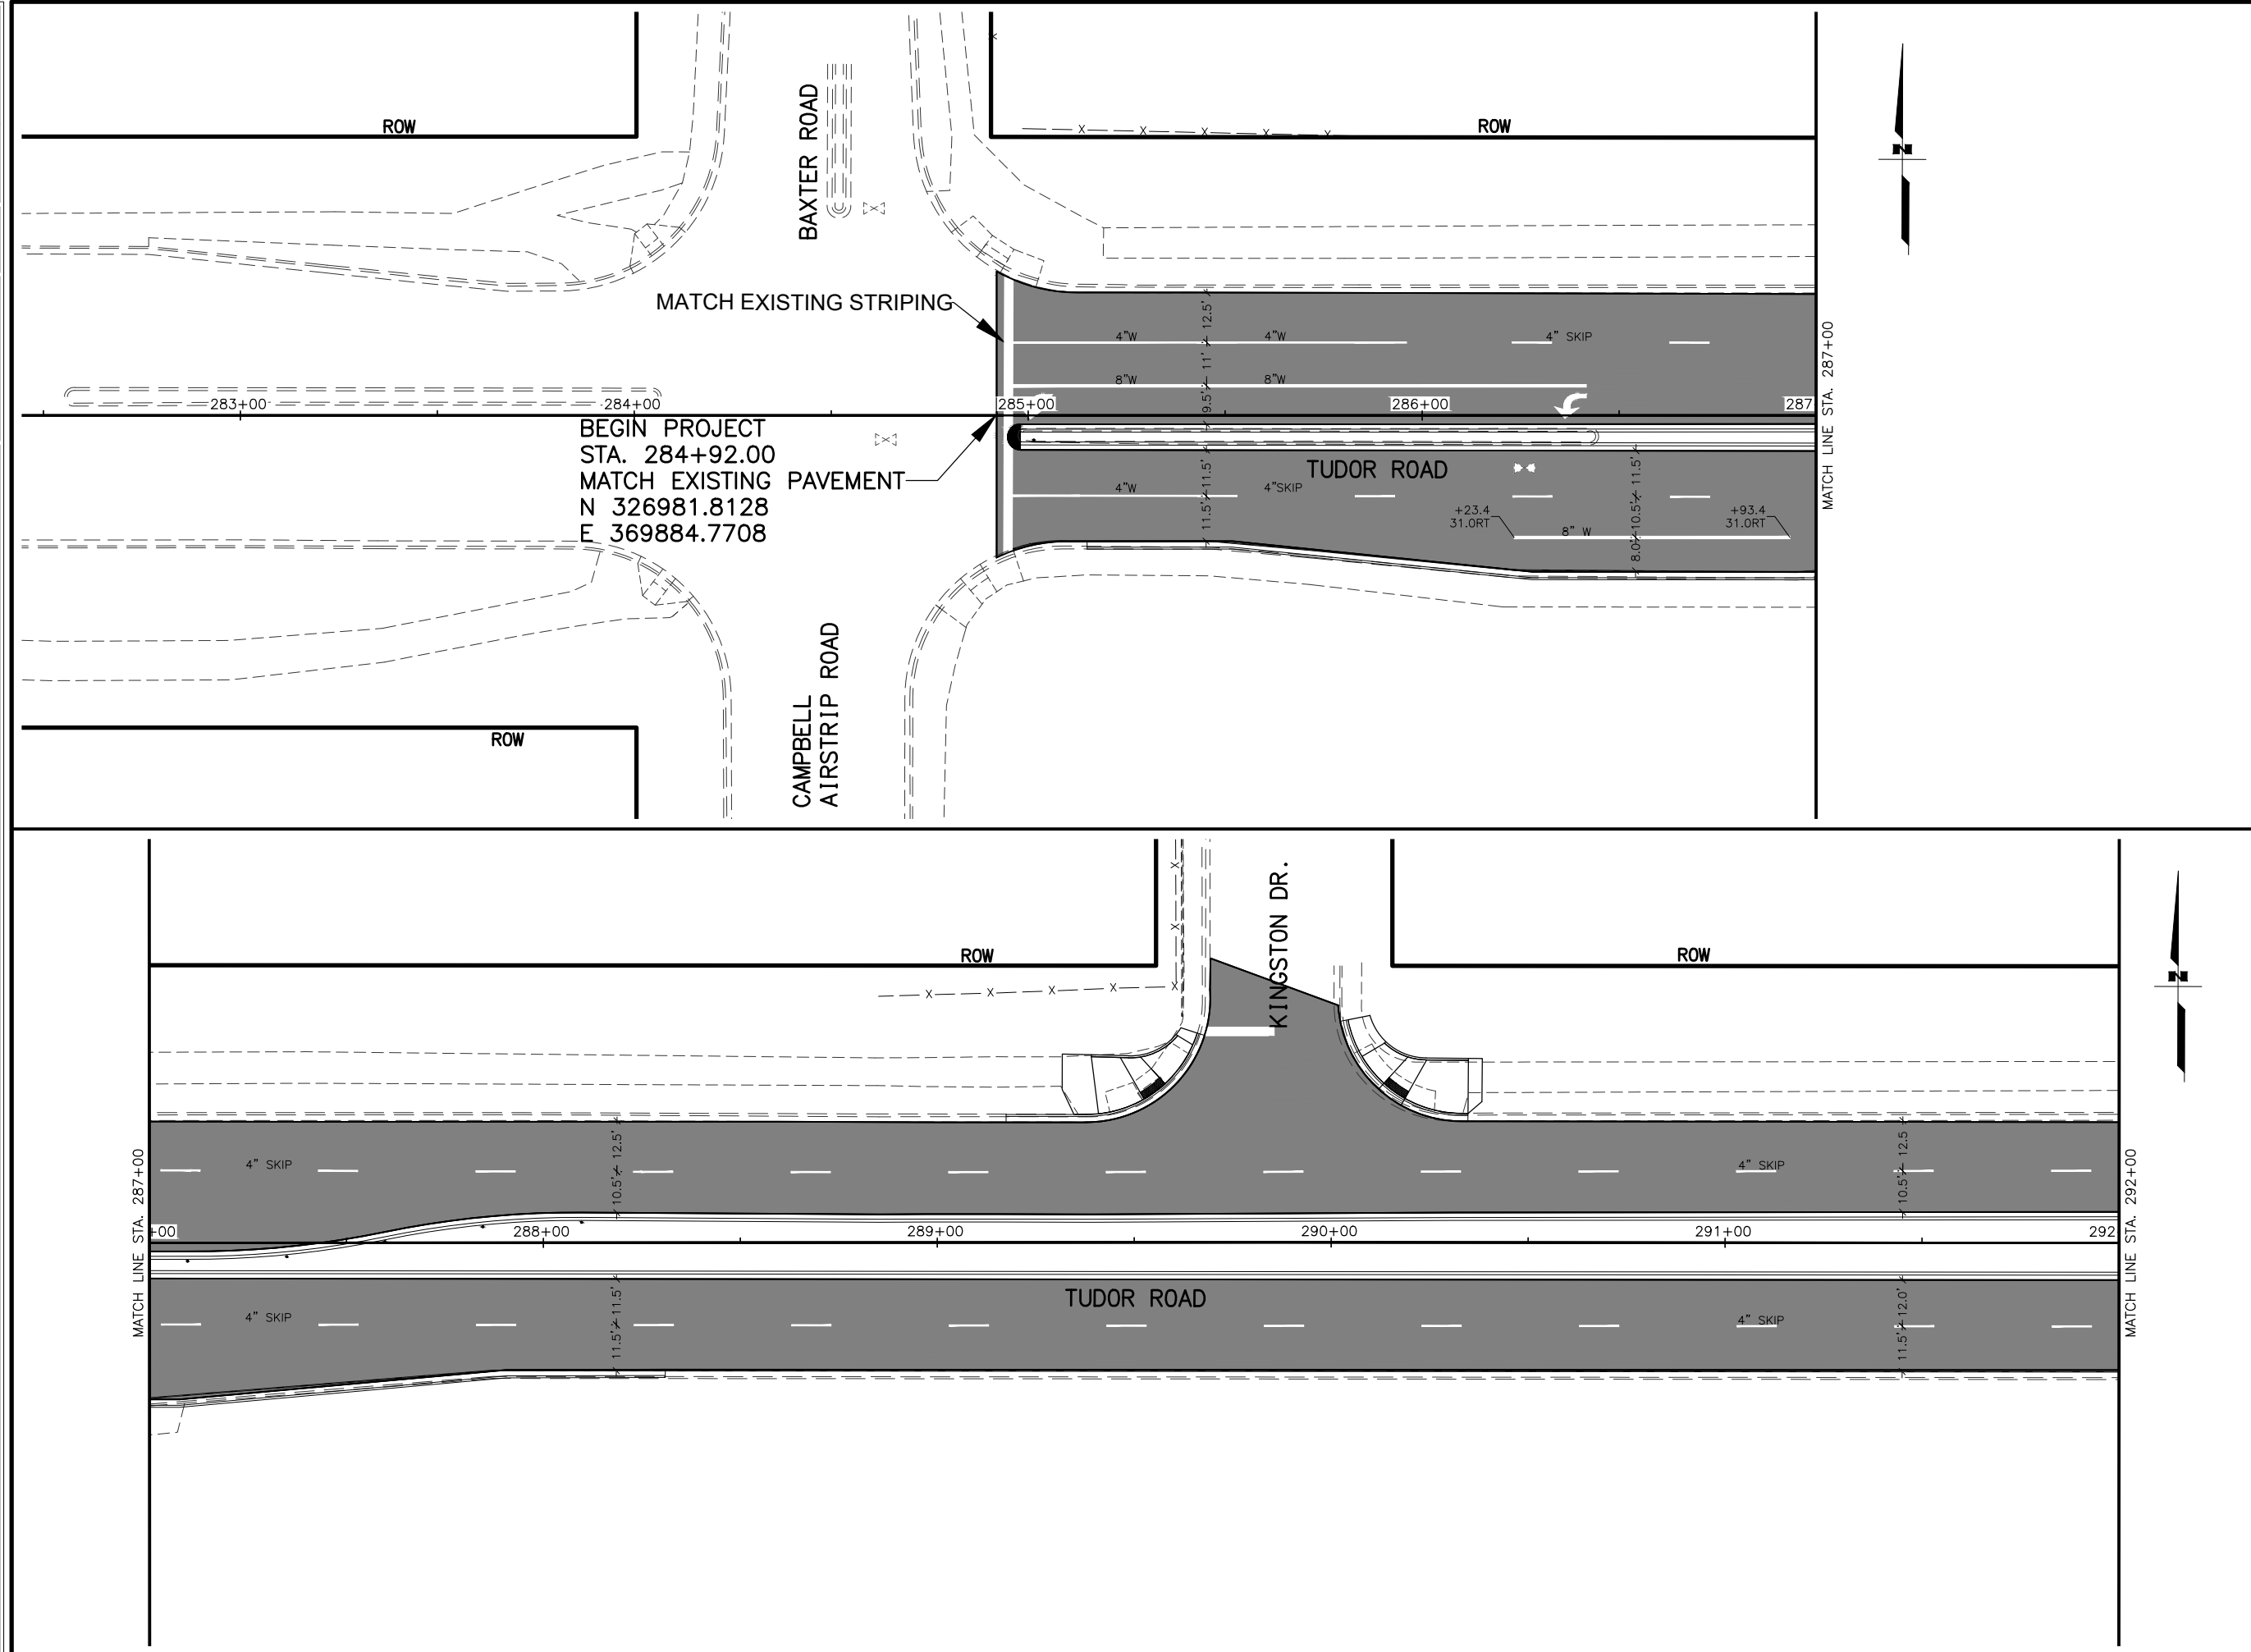 ROW
BAXTER ROAD
ROW
N
MATCH EXISTING STRIPING
12.5'
4"W
4"W
4" SKIP
11'
8"W
8"W
9.5'
283+00
284+00
285+00
286+00
287
MATCH LINE STA. 287+00
BEGIN PROJECT
STA. 284+92.00
MATCH EXISTING PAVEMENT
N 326981.8128
E 369884.7708
TUDOR ROAD
11.5'
11.5'
4"W
4"SKIP
11.5'
10.5'
8.0'
+23.4
31.0RT
8" W
+93.4
31.0RT
CAMPBELL
AIRSTRIP ROAD
ROW
KINGSTON DR.
ROW
ROW
N
4" SKIP
12.5'
10.5'
4" SKIP
12.5
10.5'
MATCH LINE STA. 287+00
+00
288+00
289+00
290+00
291+00
292
MATCH LINE STA. 292+00
TUDOR ROAD
4" SKIP
11.5'
11.5'
4" SKIP
12.0'
11.5'